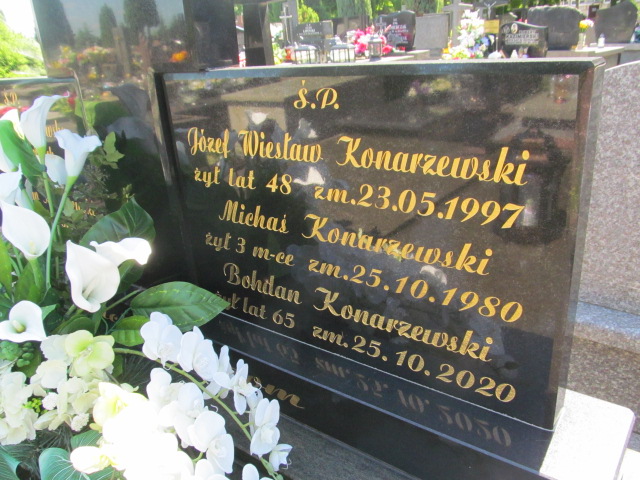 Ś.P.
Józef Wiesław Konarzewski
żył lat 48 zm. 23.05.1997
Michaś Konarzewski
żył 3 m-ce zm. 25.10.1980
Bohdan Konarzewski
żył lat 65 zm. 25.10.2020